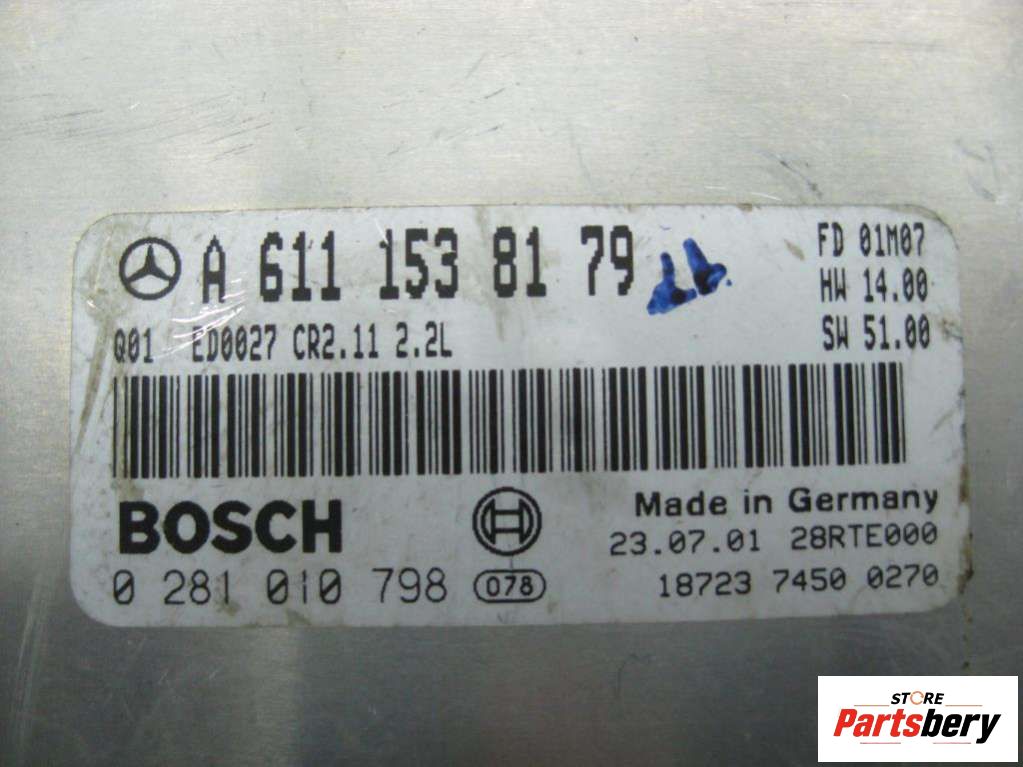 A 611 153 81 79
FD 01M07
HW 14.00
Q01 ED0027 CR2.11 2.2L
SW 51.00
BOSCH
Made in Germany
23.07.01 28RTE000
0 281 010 798 078
18723 7450 0270
STORE
Partsbery